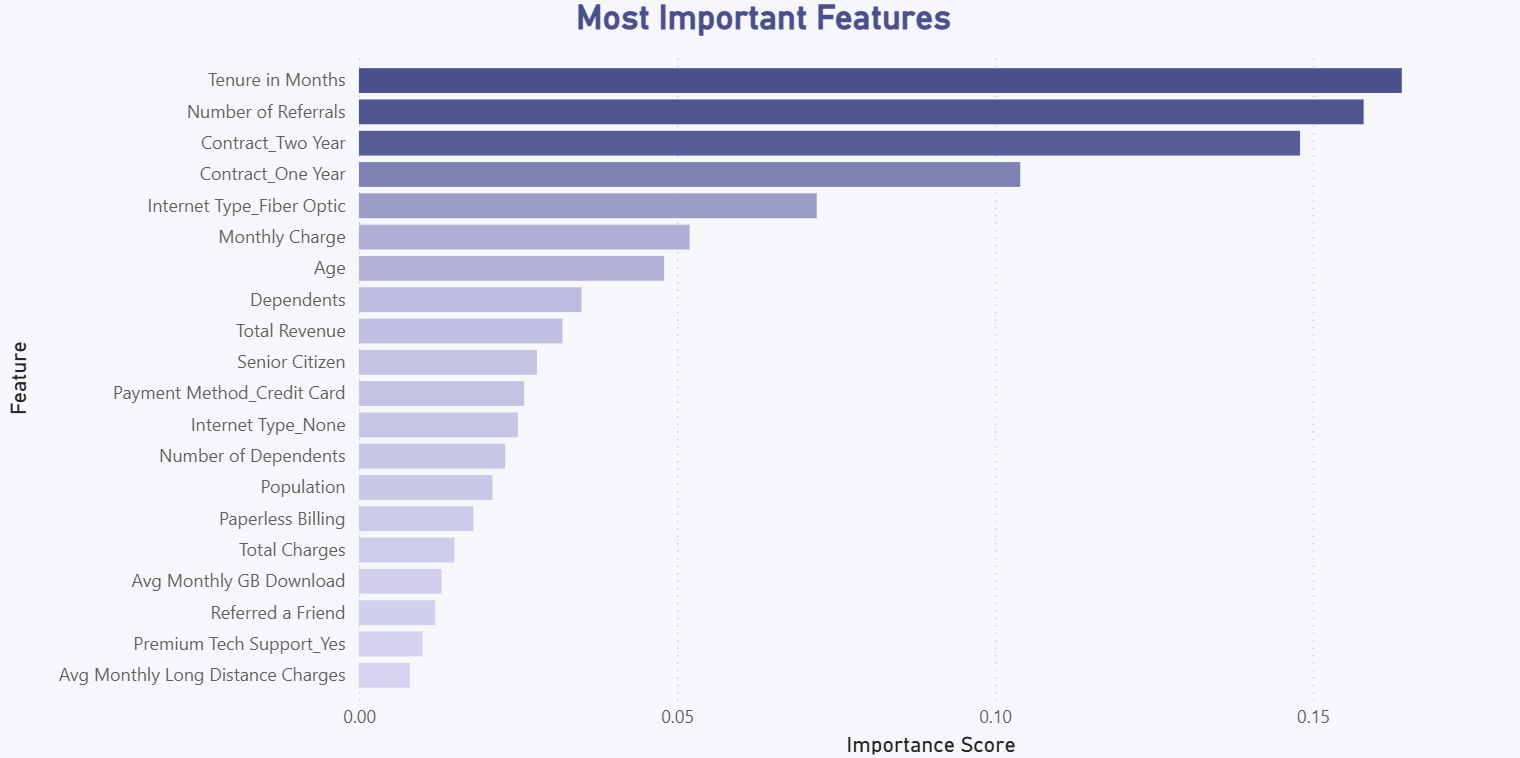 Most Important Features
Tenure in Months
Number of Referrals
Contract_Two Year
Contract_One Year
Internet Type_Fiber Optic
Monthly Charge
Age
Dependents
Total Revenue
Senior Citizen
Payment Method_Credit Card
Internet Type_None
Number of Dependents
Population
Paperless Billing
Total Charges
Avg Monthly GB Download
Referred a Friend
Premium Tech Support_Yes
Avg Monthly Long Distance Charges
Feature
0.00 0.05 0.10 0.15
Importance Score